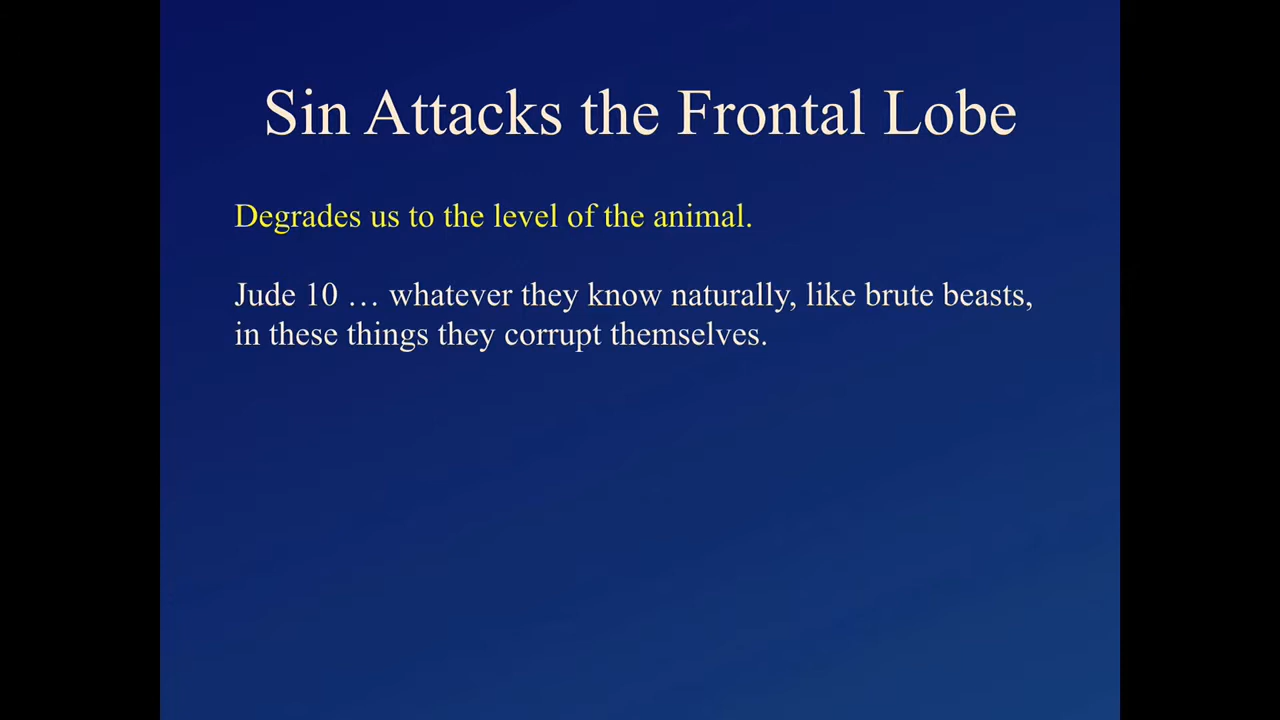 Sin Attacks the Frontal Lobe
Degrades us to the level of the animal.
Jude 10 … whatever they know naturally, like brute beasts,
in these things they corrupt themselves.